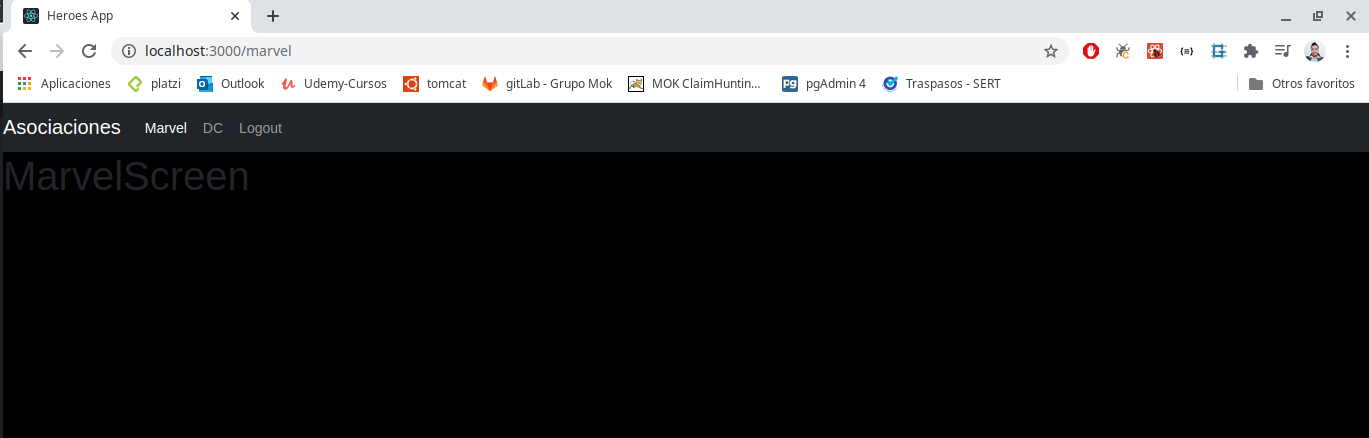 Heroes App
localhost:3000/marvel
Aplicaciones platzi Outlook Udemy-Cursos tomcat gitLab - Grupo Mok MOK ClaimHuntin... pgAdmin 4 Traspasos - SERT Otros favoritos
Asociaciones Marvel DC Logout
MarvelScreen